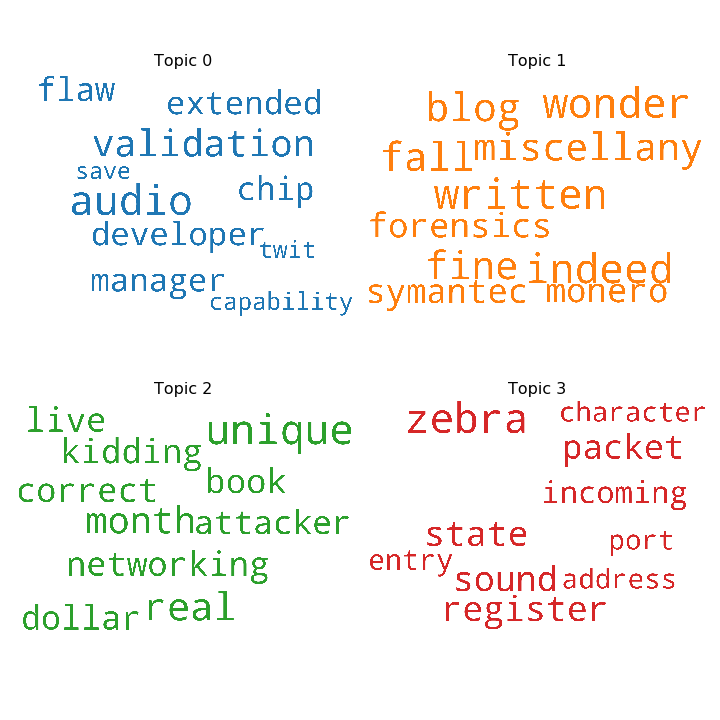 Topic 0
flaw
extended
validation
save
audio
chip
developer
twit
manager
capability
Topic 1
blog
wonder
fall
miscellany
written
forensics
fine
indeed
symantec
monero
Topic 2
live
unique
kidding
correct
book
month
attacker
networking
dollar
real
Topic 3
zebra
character
packet
incoming
state
port
entry
sound
address
register